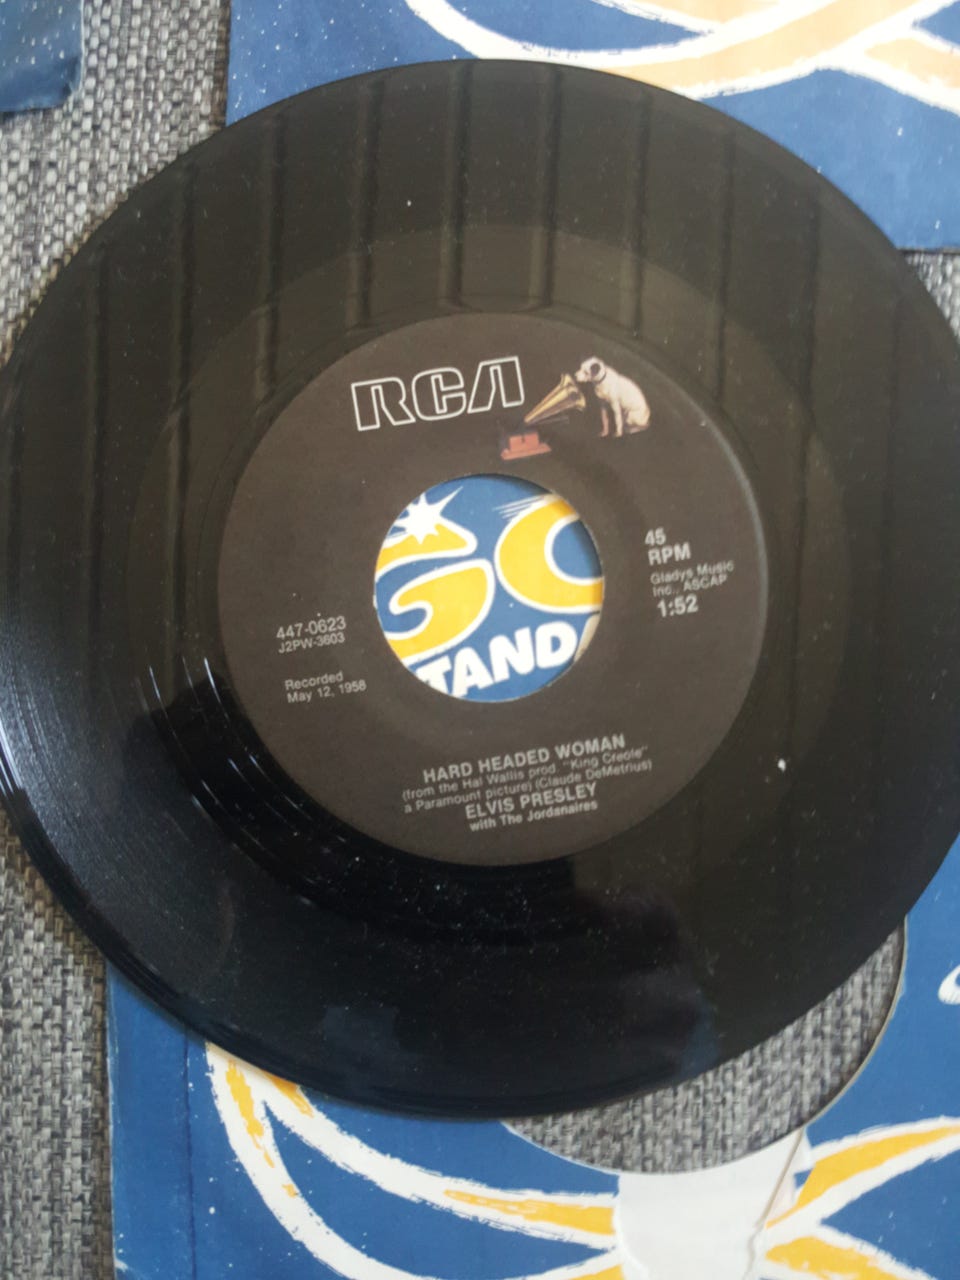 RCA
45
RPM
Gladys Music
Inc., ASCAP
1:52
447-0623
J2PW-3603
Recorded
May 12, 1958
HARD HEADED WOMAN
(from the Hal Wallis prod. "King Creole"
a Paramount picture) (Claude DeMetrius)
ELVIS PRESLEY
with The Jordanaires
GO
STANDA